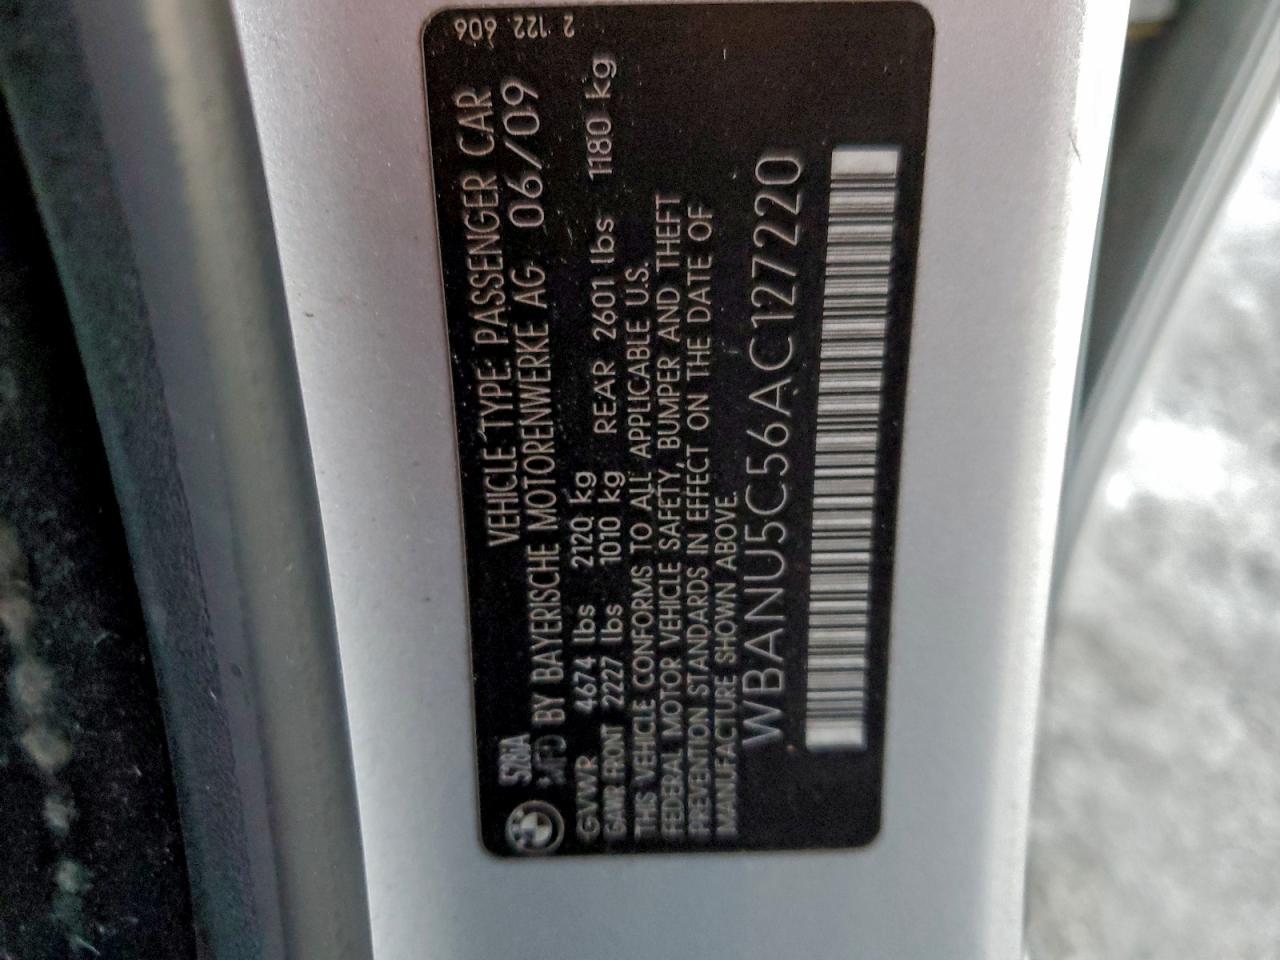 2 122 606
528iA VEHICLE TYPE: PASSENGER CAR
MFD BY BAYERISCHE MOTORENWERKE AG 06/09
GVWR 4674 lbs 2120 kg
GAWR FRONT 2227 lbs 1010 kg REAR 2601 lbs 1180 kg
THIS VEHICLE CONFORMS TO ALL APPLICABLE U.S.
FEDERAL MOTOR VEHICLE SAFETY, BUMPER AND THEFT
PREVENTION STANDARDS IN EFFECT ON THE DATE OF
MANUFACTURE SHOWN ABOVE.
WBANU5C56AC127220